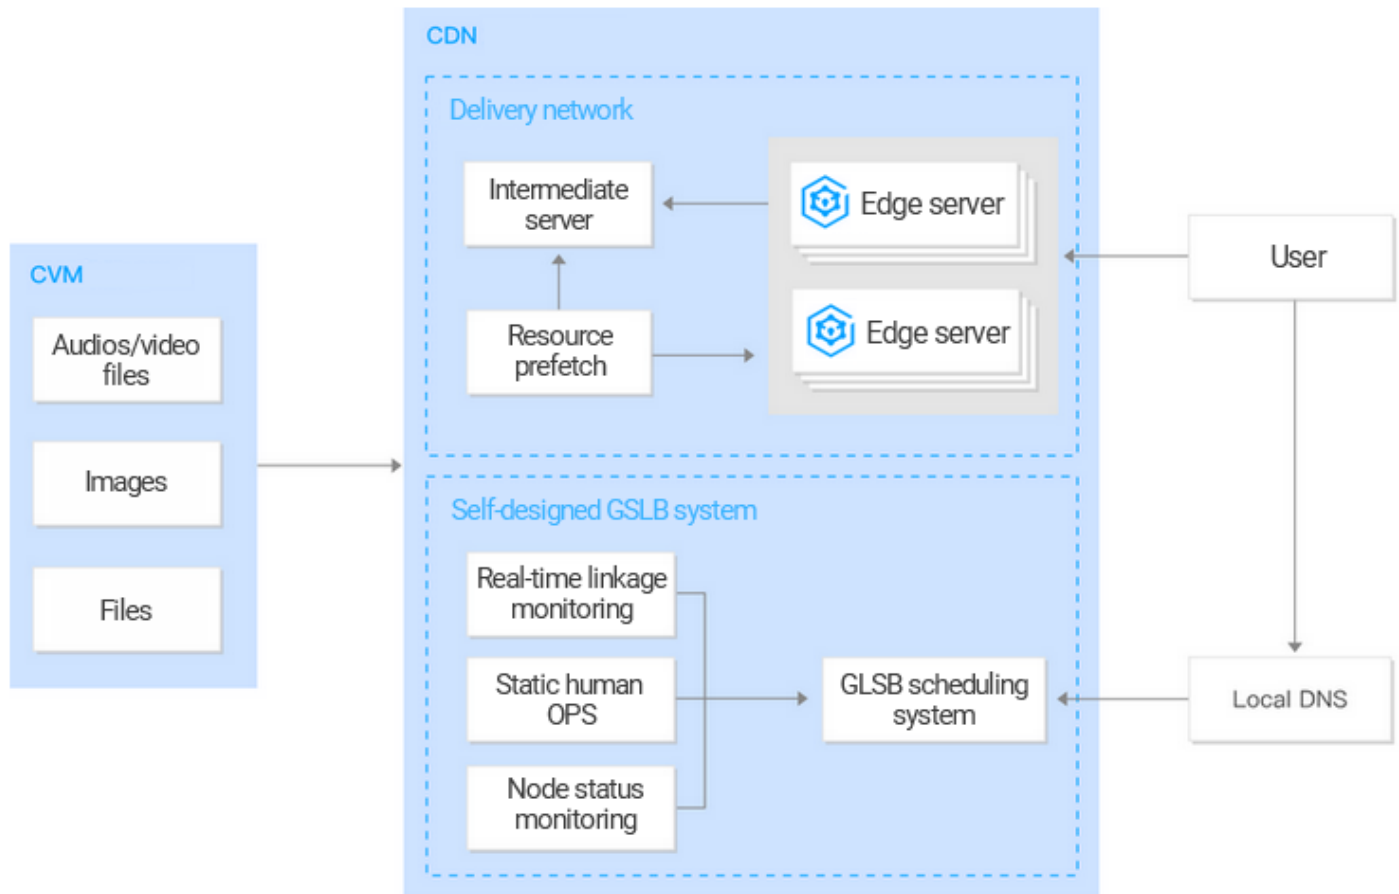 CDN
Delivery network
Intermediate
server
Edge server
Resource
prefetch
Edge server
User
CVM
Audios/video
files
Images
Files
Self-designed GSLB system
Real-time linkage
monitoring
Static human
OPS
Node status
monitoring
GLSB scheduling
system
Local DNS